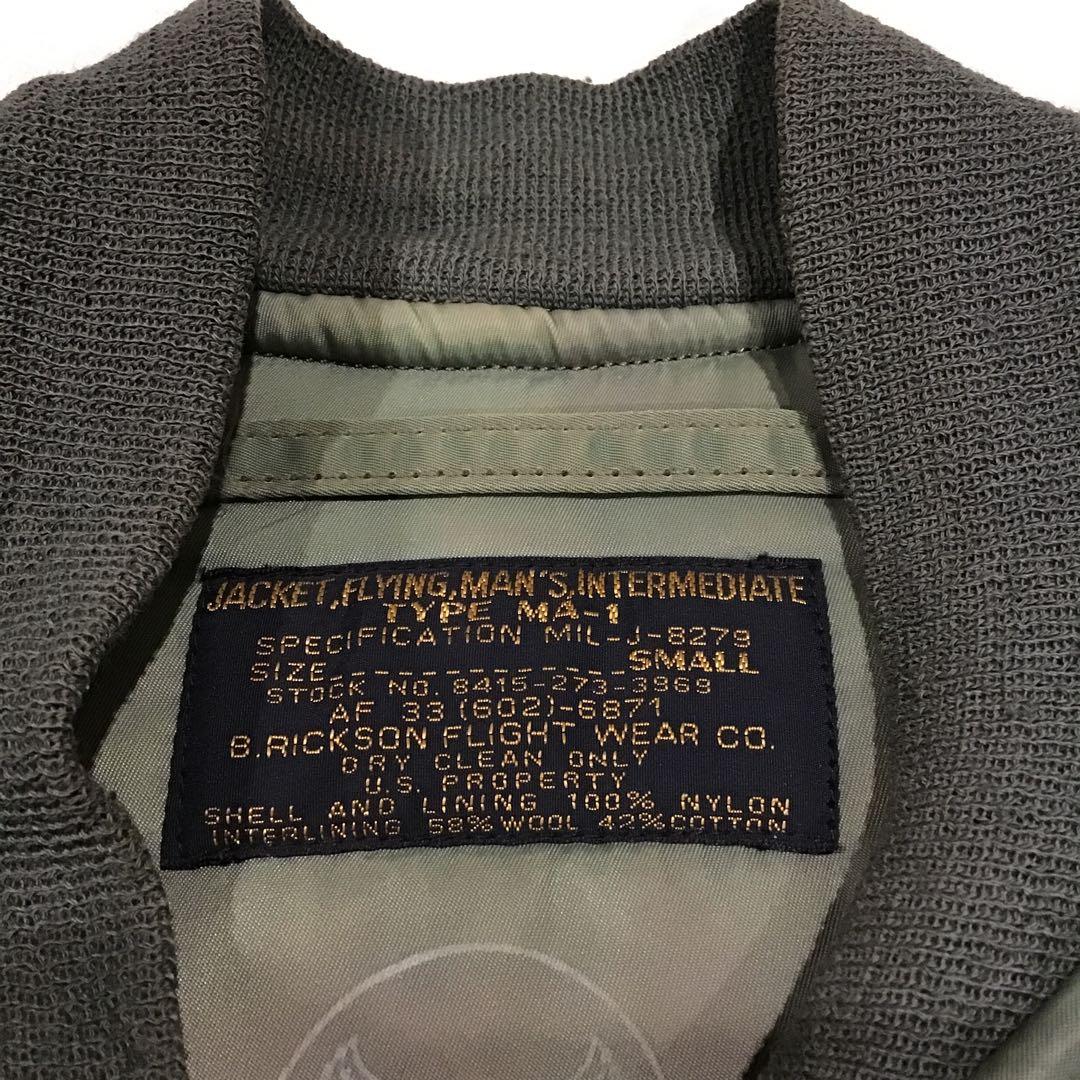 JACKET,FLYING,MAN'S,INTERMEDIATE
TYPE MA-1
SPECIFICATION MIL-J-8279
SIZE_ _ _ _ _ _ _ _ _ _ _SMALL
STOCK NO. 8415-273-3969
AF 33 (602)-6871
B.RICKSON FLIGHT WEAR CO.
DRY CLEAN ONLY
U.S. PROPERTY
SHELL AND LINING 100% NYLON
INTERLINING 58% WOOL 42% COTTON